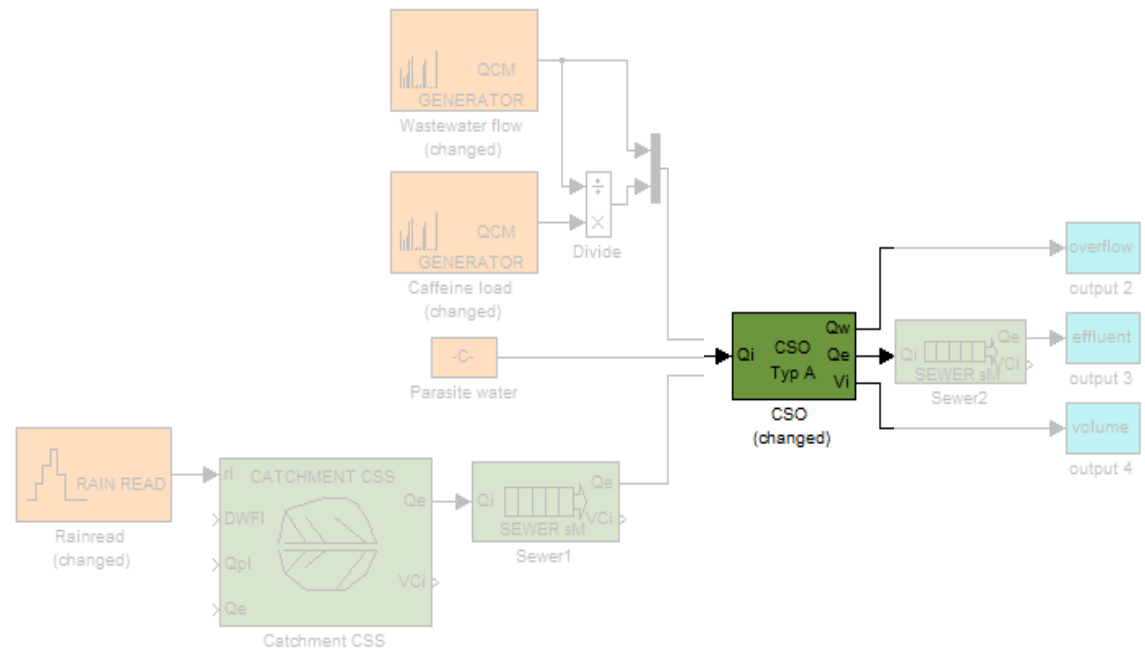 QCM
GENERATOR
Wastewater flow
(changed)
÷
×
Divide
QCM
GENERATOR
Caffeine load
(changed)
-C-
Parasite water
RAIN READ
Rainread
(changed)
rI
CATCHMENT CSS
Qe
DWFI
QpI
VCi
Qe
Catchment CSS
Qi
Qe
VCi
SEWER sM
Sewer1
Qi
CSO
Typ A
Qw
Qe
Vi
CSO
(changed)
Qi
Qe
VCi
SEWER sM
Sewer2
overflow
output 2
effluent
output 3
volume
output 4